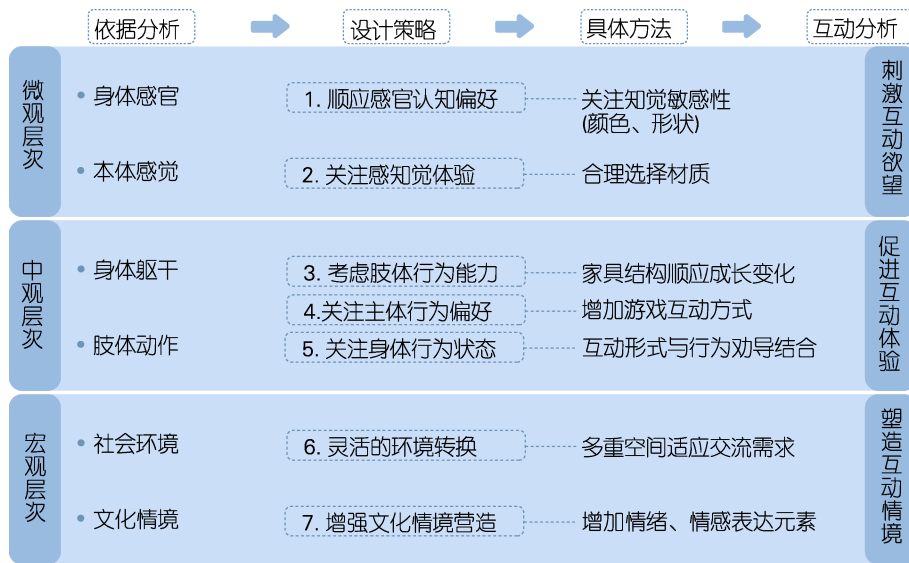 依据分析
设计策略
具体方法
互动分析
微观层次
身体感官
1. 顺应感官认知偏好
关注知觉敏感性
(颜色、形状)
本体感觉
2. 关注感知觉体验
合理选择材质
刺激互动欲望
中观层次
身体躯干
3. 考虑肢体行为能力
家具结构顺应成长变化
4.关注主体行为偏好
增加游戏互动方式
肢体动作
5. 关注身体行为状态
互动形式与行为劝导结合
促进互动体验
宏观层次
社会环境
6. 灵活的环境转换
多重空间适应交流需求
文化情境
7. 增强文化情境营造
增加情绪、情感表达元素
塑造互动情境